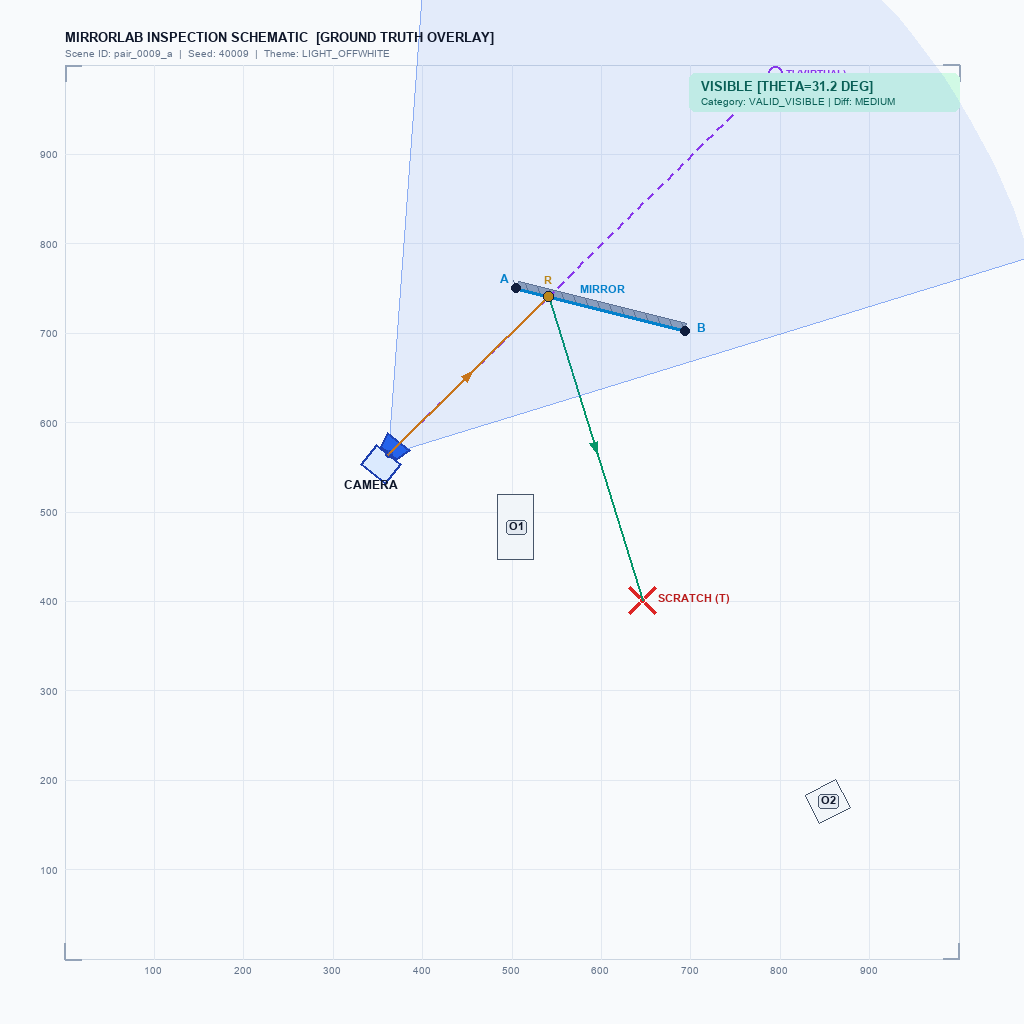 MIRRORLAB INSPECTION SCHEMATIC [GROUND TRUTH OVERLAY]
Scene ID: pair_0009_a | Seed: 40009 | Theme: LIGHT_OFFWHITE
VISIBLE [THETA=31.2 DEG]
Category: VALID_VISIBLE | Diff: MEDIUM
900
800
A
R
MIRROR
B
700
600
CAMERA
500
O1
400
SCRATCH (T)
300
200
O2
100
100
200
300
400
500
600
700
800
900